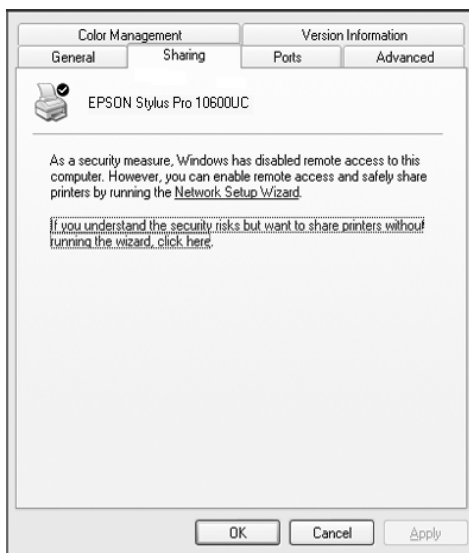 Color Management
Version Information
General
Sharing
Ports
Advanced
EPSON Stylus Pro 10600UC
As a security measure, Windows has disabled remote access to this
computer. However, you can enable remote access and safely share
printers by running the Network Setup Wizard.
If you understand the security risks but want to share printers without
running the wizard, click here.
OK
Cancel
Apply